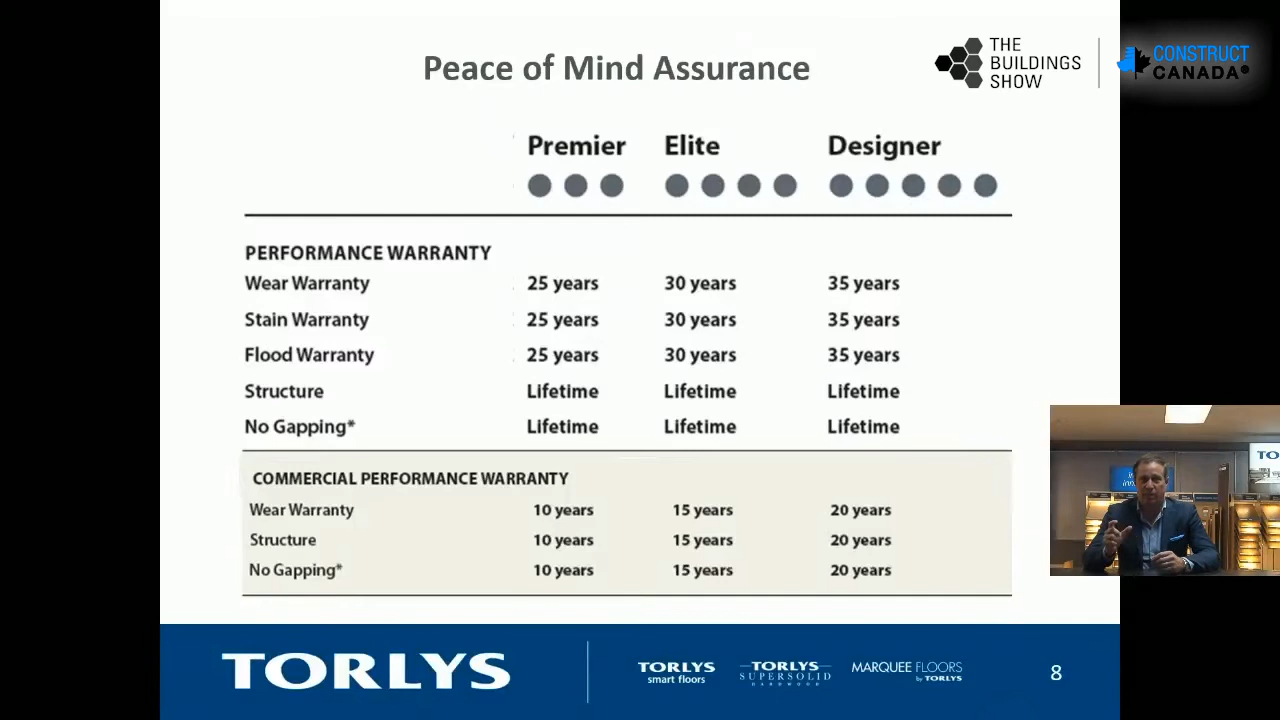 Peace of Mind Assurance
THE
BUILDINGS
SHOW
CONSTRUCT
CANADA
Premier Elite Designer
PERFORMANCE WARRANTY
Wear Warranty 25 years 30 years 35 years
Stain Warranty 25 years 30 years 35 years
Flood Warranty 25 years 30 years 35 years
Structure Lifetime Lifetime Lifetime
No Gapping* Lifetime Lifetime Lifetime
COMMERCIAL PERFORMANCE WARRANTY
Wear Warranty 10 years 15 years 20 years
Structure 10 years 15 years 20 years
No Gapping* 10 years 15 years 20 years
TO
TORLYS
TORLYS
smart floors
TORLYS
SUPERSOLID
HARDWOOD
MARQUEE FLOORS
by TORLYS
8